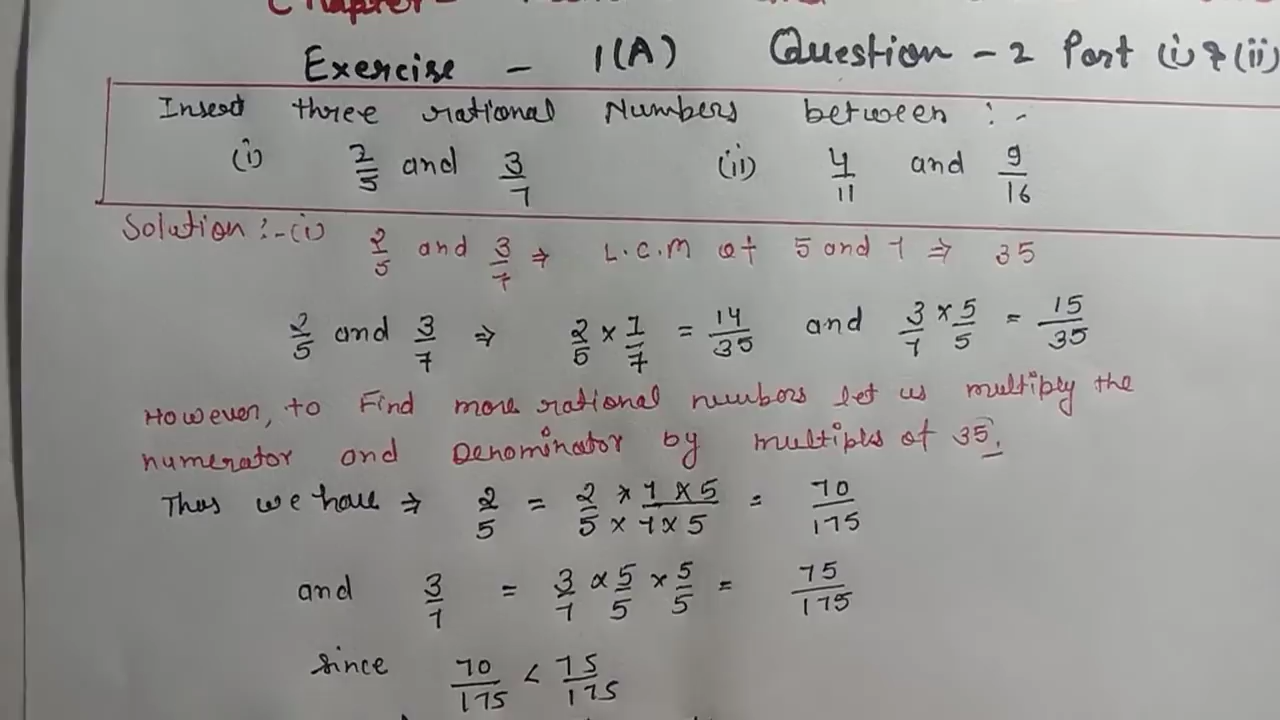 Chapter-
Exercise - 1(A) Question - 2 Part (i) & (ii)
Insert three rational Numbers between :-
(i) 2/5 and 3/7 (ii) 4/11 and 9/16
Solution :- (i) 2/5 and 3/7 ⇒ L.C.M of 5 and 7 ⇒ 35
2/5 and 3/7 ⇒ 2/5 × 7/7 = 14/35 and 3/7 × 5/5 = 15/35
However, to Find more rational numbers let us multiply the
numerator and Denominator by multiples of 35.
Thus we have ⇒ 2/5 = 2/5 × 7×5/7×5 = 70/175
and 3/7 = 3/7 × 5/5 × 5/5 = 75/175
since 70/175 < 75/175